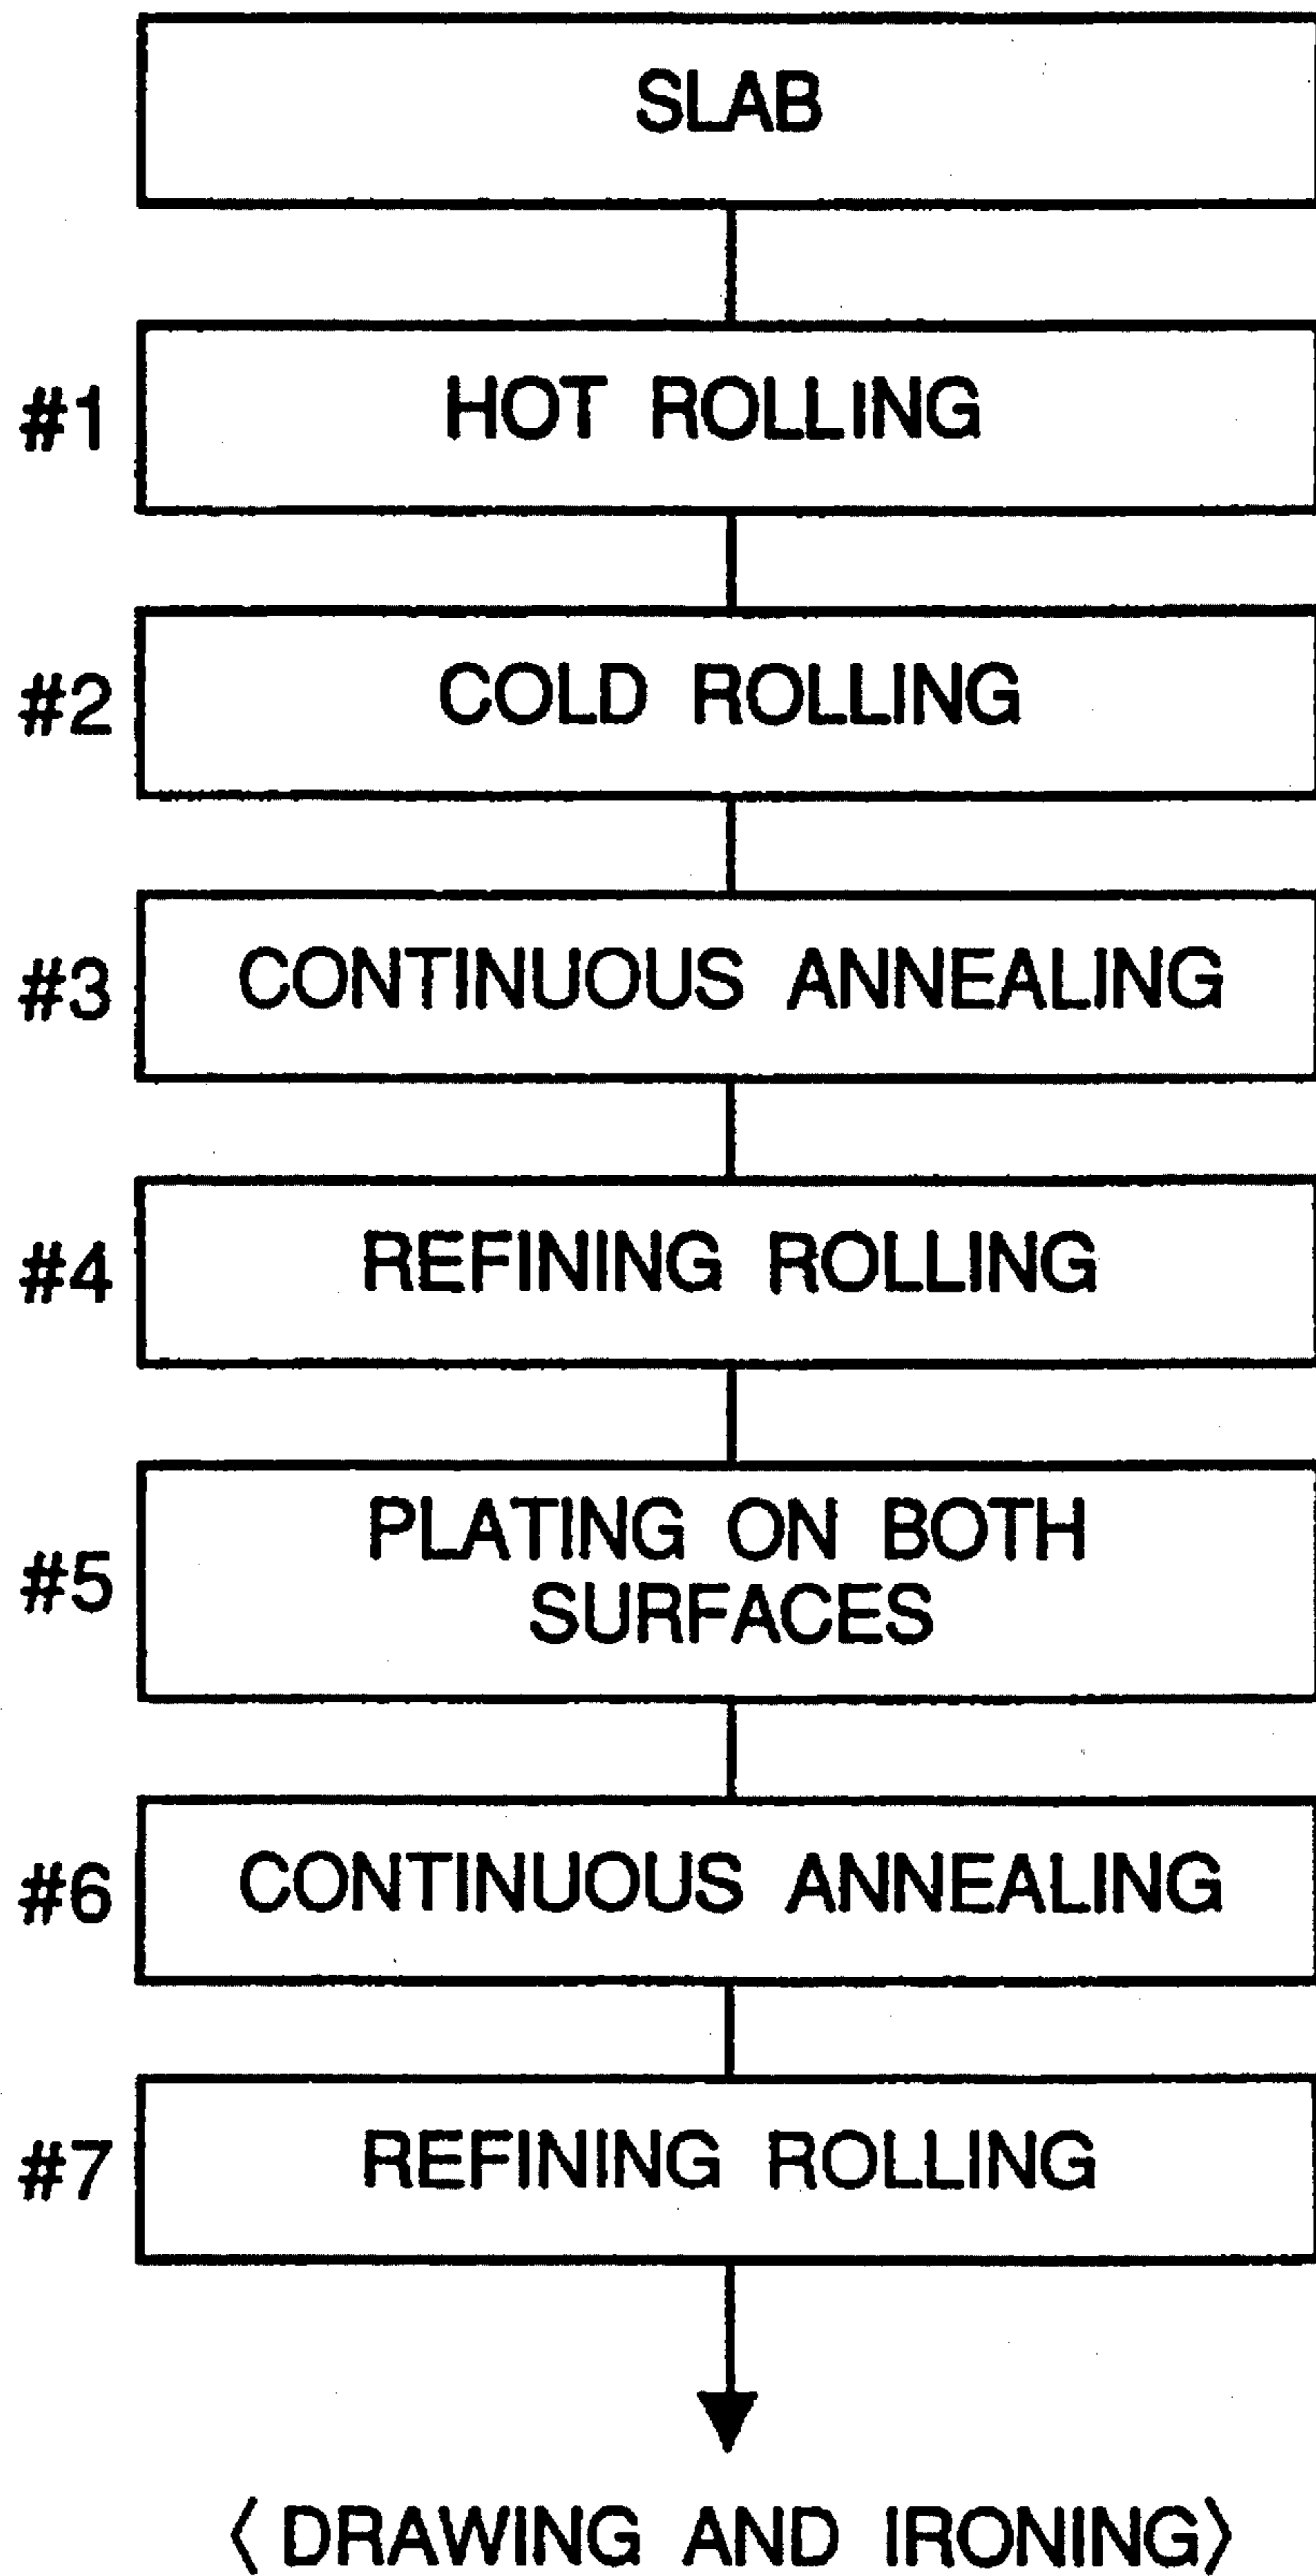 SLAB
#1 HOT ROLLING
#2 COLD ROLLING
#3 CONTINUOUS ANNEALING
#4 REFINING ROLLING
#5 PLATING ON BOTH
SURFACES
#6 CONTINUOUS ANNEALING
#7 REFINING ROLLING
〈 DRAWING AND IRONING〉